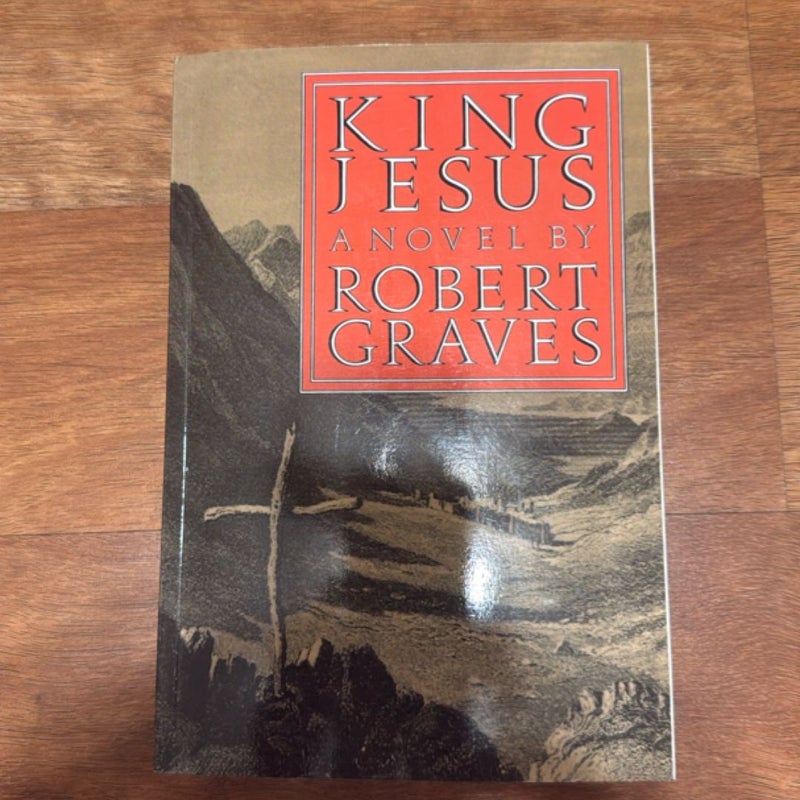 KING
JESUS
A NOVEL BY
ROBERT
GRAVES